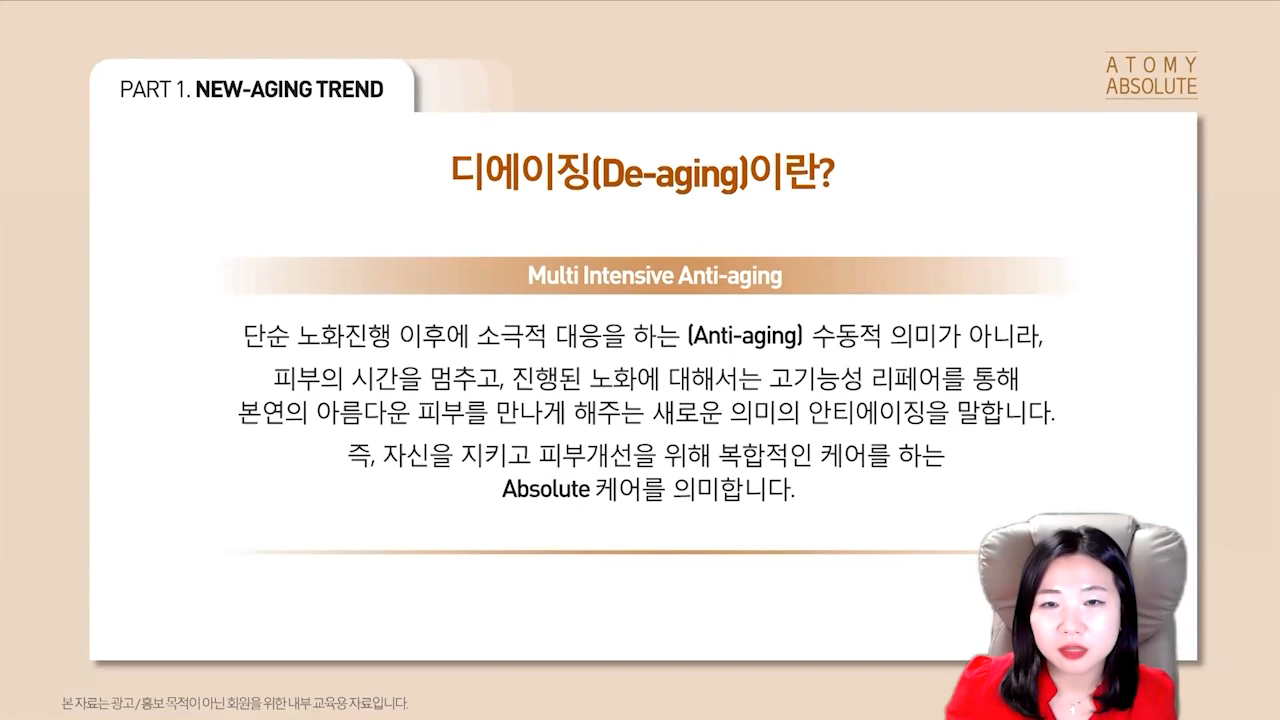 PART 1. NEW-AGING TREND
ATOMY
ABSOLUTE
디에이징(De-aging)이란?
Multi Intensive Anti-aging
단순 노화진행 이후에 소극적 대응을 하는 (Anti-aging) 수동적 의미가 아니라,
피부의 시간을 멈추고, 진행된 노화에 대해서는 고기능성 리페어를 통해
본연의 아름다운 피부를 만나게 해주는 새로운 의미의 안티에이징을 말합니다.
즉, 자신을 지키고 피부개선을 위해 복합적인 케어를 하는
Absolute 케어를 의미합니다.
본 자료는 광고/홍보 목적이 아닌 회원을 위한 내부 교육용 자료입니다.